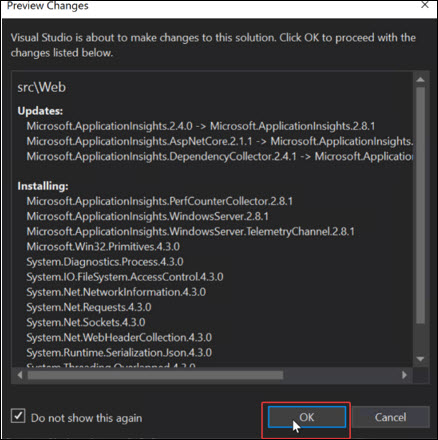 Preview Changes
Visual Studio is about to make changes to this solution. Click OK to proceed with the
changes listed below.
src\Web
Updates:
Microsoft.ApplicationInsights.2.4.0 -> Microsoft.ApplicationInsights.2.8.1
Microsoft.ApplicationInsights.AspNetCore.2.1.1 -> Microsoft.ApplicationInsights.
Microsoft.ApplicationInsights.DependencyCollector.2.4.1 -> Microsoft.Application
Installing:
Microsoft.ApplicationInsights.PerfCounterCollector.2.8.1
Microsoft.ApplicationInsights.WindowsServer.2.8.1
Microsoft.ApplicationInsights.WindowsServer.TelemetryChannel.2.8.1
Microsoft.Win32.Primitives.4.3.0
System.Diagnostics.Process.4.3.0
System.IO.FileSystem.AccessControl.4.3.0
System.Net.NetworkInformation.4.3.0
System.Net.Requests.4.3.0
System.Net.Sockets.4.3.0
System.Net.WebHeaderCollection.4.3.0
System.Runtime.Serialization.Json.4.3.0
System.Threading.Overlapped.4.3.0
Do not show this again
OK
Cancel